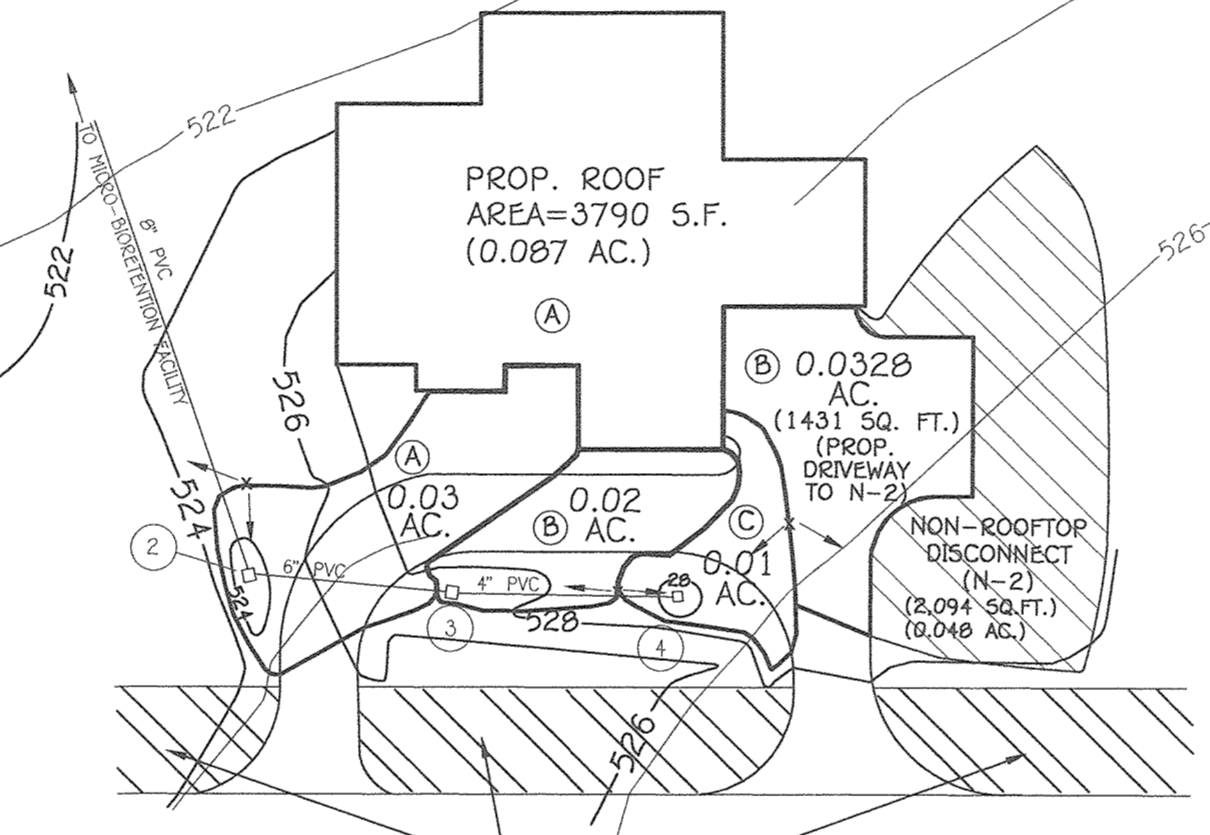 522
PROP. ROOF
AREA=3790 S.F.
(0.087 AC.)
A
TO MICRO-BIORETENTION FACILITY
8" PVC
522
526
526
B 0.0328
AC.
(1431 SQ. FT.)
(PROP.
DRIVEWAY
TO N-2)
A
0.03
AC.
0.02
B AC.
C
0.01
AC.
524
NON-ROOFTOP
DISCONNECT
(N-2)
(2,094 SQ.FT.)
(0.048 AC.)
2
6" PVC
4" PVC
28
524
528
3
4
526